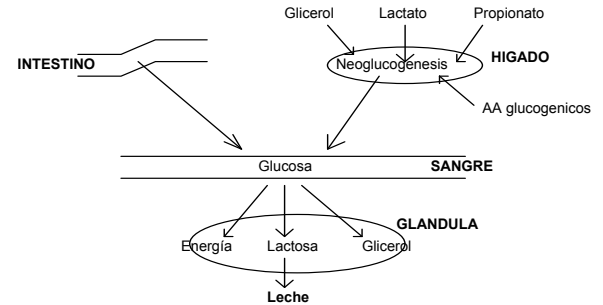 Glicerol Lactato Propionato
INTESTINO Neoglucogenesis HIGADO
AA glucogenicos
Glucosa SANGRE
GLANDULA
Energía Lactosa Glicerol
Leche